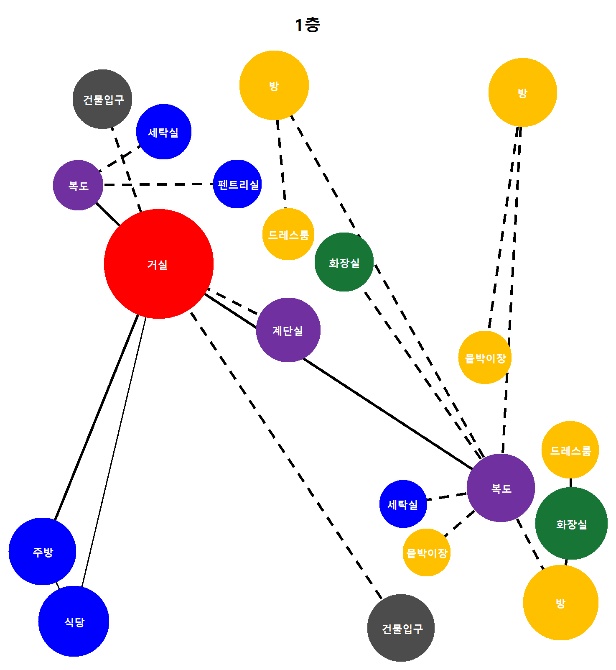 1층
방
방
건물입구
세탁실
복도
펜트리실
드레스룸
화장실
거실
계단실
붙박이장
드레스룸
복도
세탁실
화장실
붙박이장
주방
방
식당
건물입구